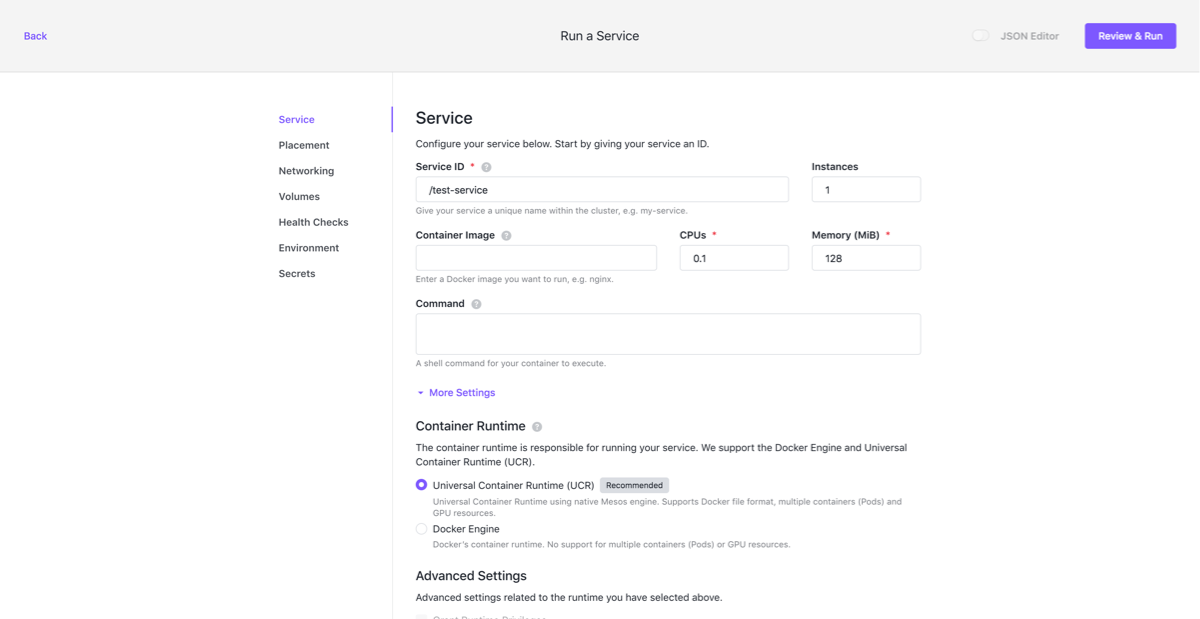 Back
Run a Service
JSON Editor
Review & Run
Service
Placement
Networking
Volumes
Health Checks
Environment
Secrets
Service
Configure your service below. Start by giving your service an ID.
Service ID *
Instances
/test-service
1
Give your service a unique name within the cluster, e.g. my-service.
Container Image
CPUs *
Memory (MiB) *
0.1
128
Enter a Docker image you want to run, e.g. nginx.
Command
A shell command for your container to execute.
More Settings
Container Runtime
The container runtime is responsible for running your service. We support the Docker Engine and Universal
Container Runtime (UCR).
Universal Container Runtime (UCR) Recommended
Universal Container Runtime using native Mesos engine. Supports Docker file format, multiple containers (Pods) and
GPU resources.
Docker Engine
Docker's container runtime. No support for multiple containers (Pods) or GPU resources.
Advanced Settings
Advanced settings related to the runtime you have selected above.